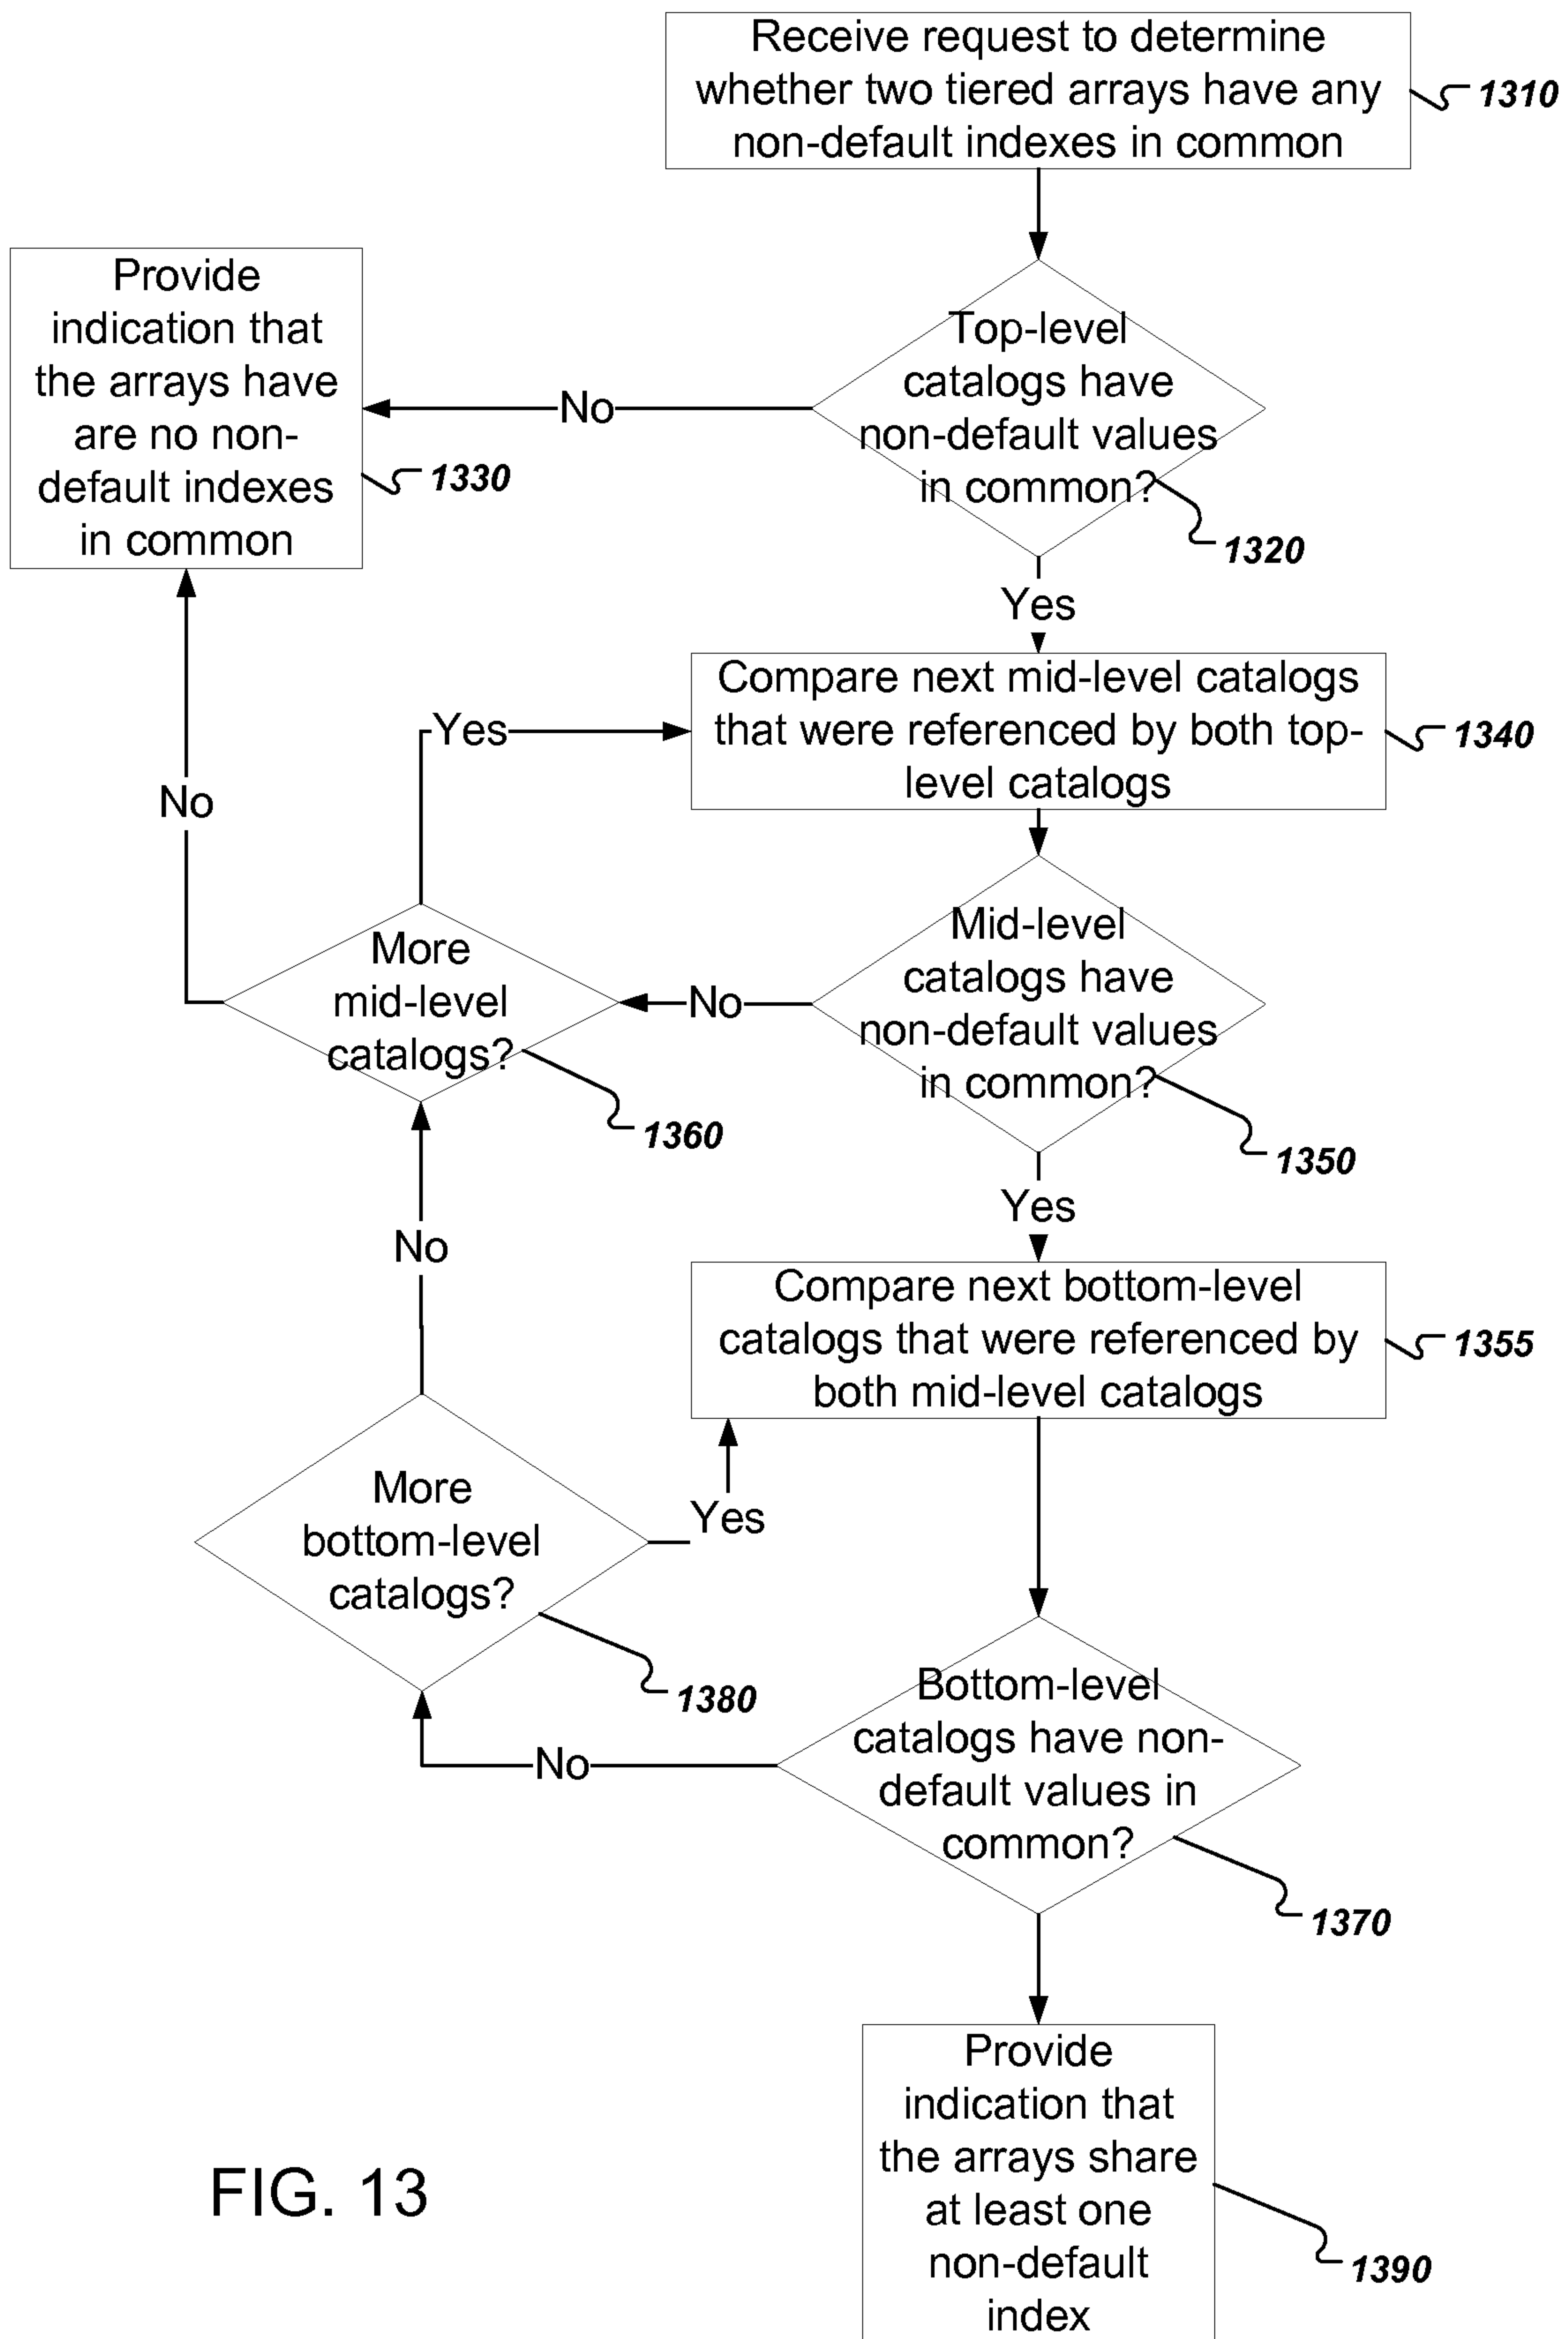 Receive request to determine
whether two tiered arrays have any
non-default indexes in common
1310
Provide
indication that
the arrays have
are no non-
default indexes
in common
1330
No
Top-level
catalogs have
non-default values
in common?
1320
Yes
Compare next mid-level catalogs
that were referenced by both top-
level catalogs
1340
Yes
No
More
mid-level
catalogs?
1360
No
Mid-level
catalogs have
non-default values
in common?
1350
Yes
No
Compare next bottom-level
catalogs that were referenced by
both mid-level catalogs
1355
More
bottom-level
catalogs?
1380
Yes
No
Bottom-level
catalogs have non-
default values in
common?
1370
Provide
indication that
the arrays share
at least one
non-default
index
1390
FIG. 13